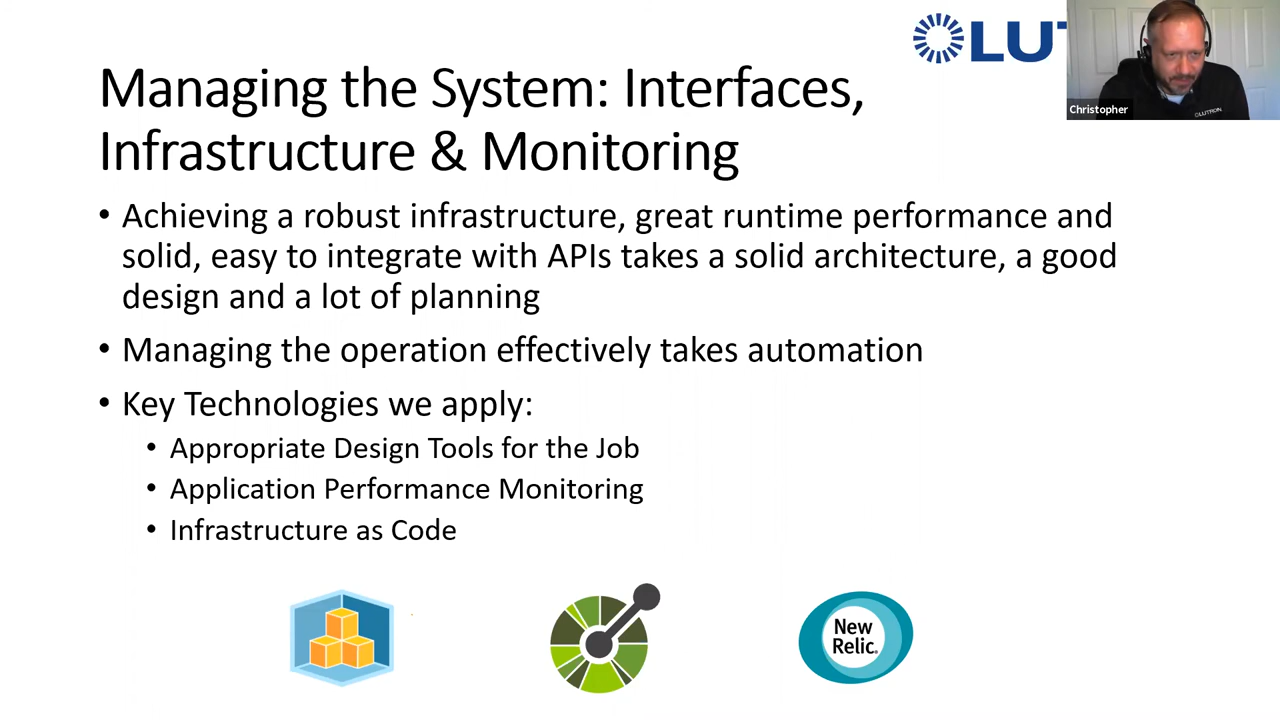 LUT
Christopher
LUTRON
Managing the System: Interfaces,
Infrastructure & Monitoring
• Achieving a robust infrastructure, great runtime performance and
solid, easy to integrate with APIs takes a solid architecture, a good
design and a lot of planning
• Managing the operation effectively takes automation
• Key Technologies we apply:
• Appropriate Design Tools for the Job
• Application Performance Monitoring
• Infrastructure as Code
New
Relic.